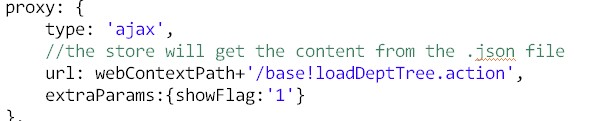 proxy: {
    type: 'ajax',
    //the store will get the content from the .json file
    url: webContextPath+'/base!loadDeptTree.action',
    extraParams:{showFlag:'1'}
},